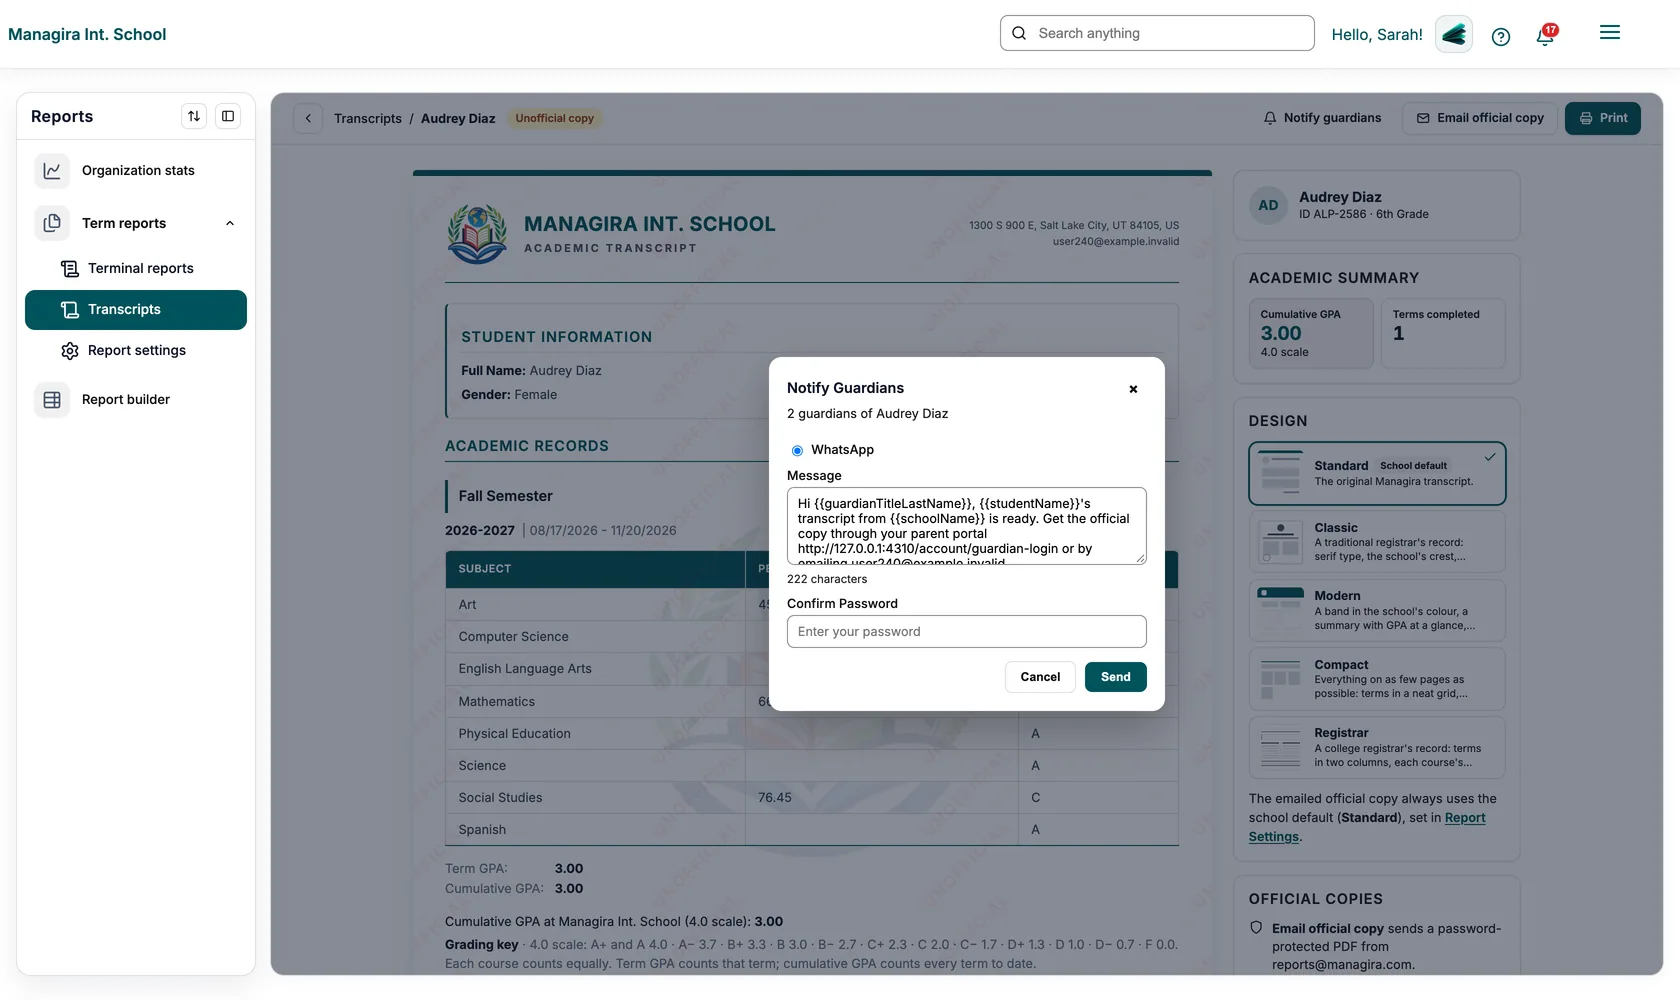 Managira Int. School
Search anything
Hello, Sarah!
17
Reports
Organization stats
Term reports
Terminal reports
Transcripts
Report settings
Report builder
Transcripts / Audrey Diaz
Unofficial copy
Notify guardians
Email official copy
Print
MANAGIRA INT. SCHOOL
ACADEMIC TRANSCRIPT
1300 S 900 E, Salt Lake City, UT 84105, US
user240@example.invalid
STUDENT INFORMATION
Full Name: Audrey Diaz
Gender: Female
ACADEMIC RECORDS
Fall Semester
2026-2027 | 08/17/2026 - 11/20/2026
SUBJECT
Art
Computer Science
English Language Arts
Mathematics
Physical Education A
Science A
Social Studies 76.45 C
Spanish A
Term GPA: 3.00
Cumulative GPA: 3.00
Cumulative GPA at Managira Int. School (4.0 scale): 3.00
Grading key · 4.0 scale: A+ and A 4.0 · A− 3.7 · B+ 3.3 · B 3.0 · B− 2.7 · C+ 2.3 · C 2.0 · C− 1.7 · D+ 1.3 · D 1.0 · D− 0.7 · F 0.0.
Each course counts equally. Term GPA counts that term; cumulative GPA counts every term to date.
Notify Guardians
2 guardians of Audrey Diaz
WhatsApp
Message
Hi {{guardianTitleLastName}}, {{studentName}}'s
transcript from {{schoolName}} is ready. Get the official
copy through your parent portal
http://127.0.0.1:4310/account/guardian-login or by
emailing user240@example.invalid
222 characters
Confirm Password
Enter your password
Cancel
Send
AD
Audrey Diaz
ID ALP-2586 · 6th Grade
ACADEMIC SUMMARY
Cumulative GPA
3.00
4.0 scale
Terms completed
1
DESIGN
Standard School default
The original Managira transcript.
Classic
A traditional registrar's record:
serif type, the school's crest,...
Modern
A band in the school's colour, a
summary with GPA at a glance,...
Compact
Everything on as few pages as
possible: terms in a neat grid,...
Registrar
A college registrar's record: terms
in two columns, each course's...
The emailed official copy always uses the
school default (Standard), set in Report
Settings.
OFFICIAL COPIES
Email official copy sends a password-
protected PDF from
reports@managira.com.